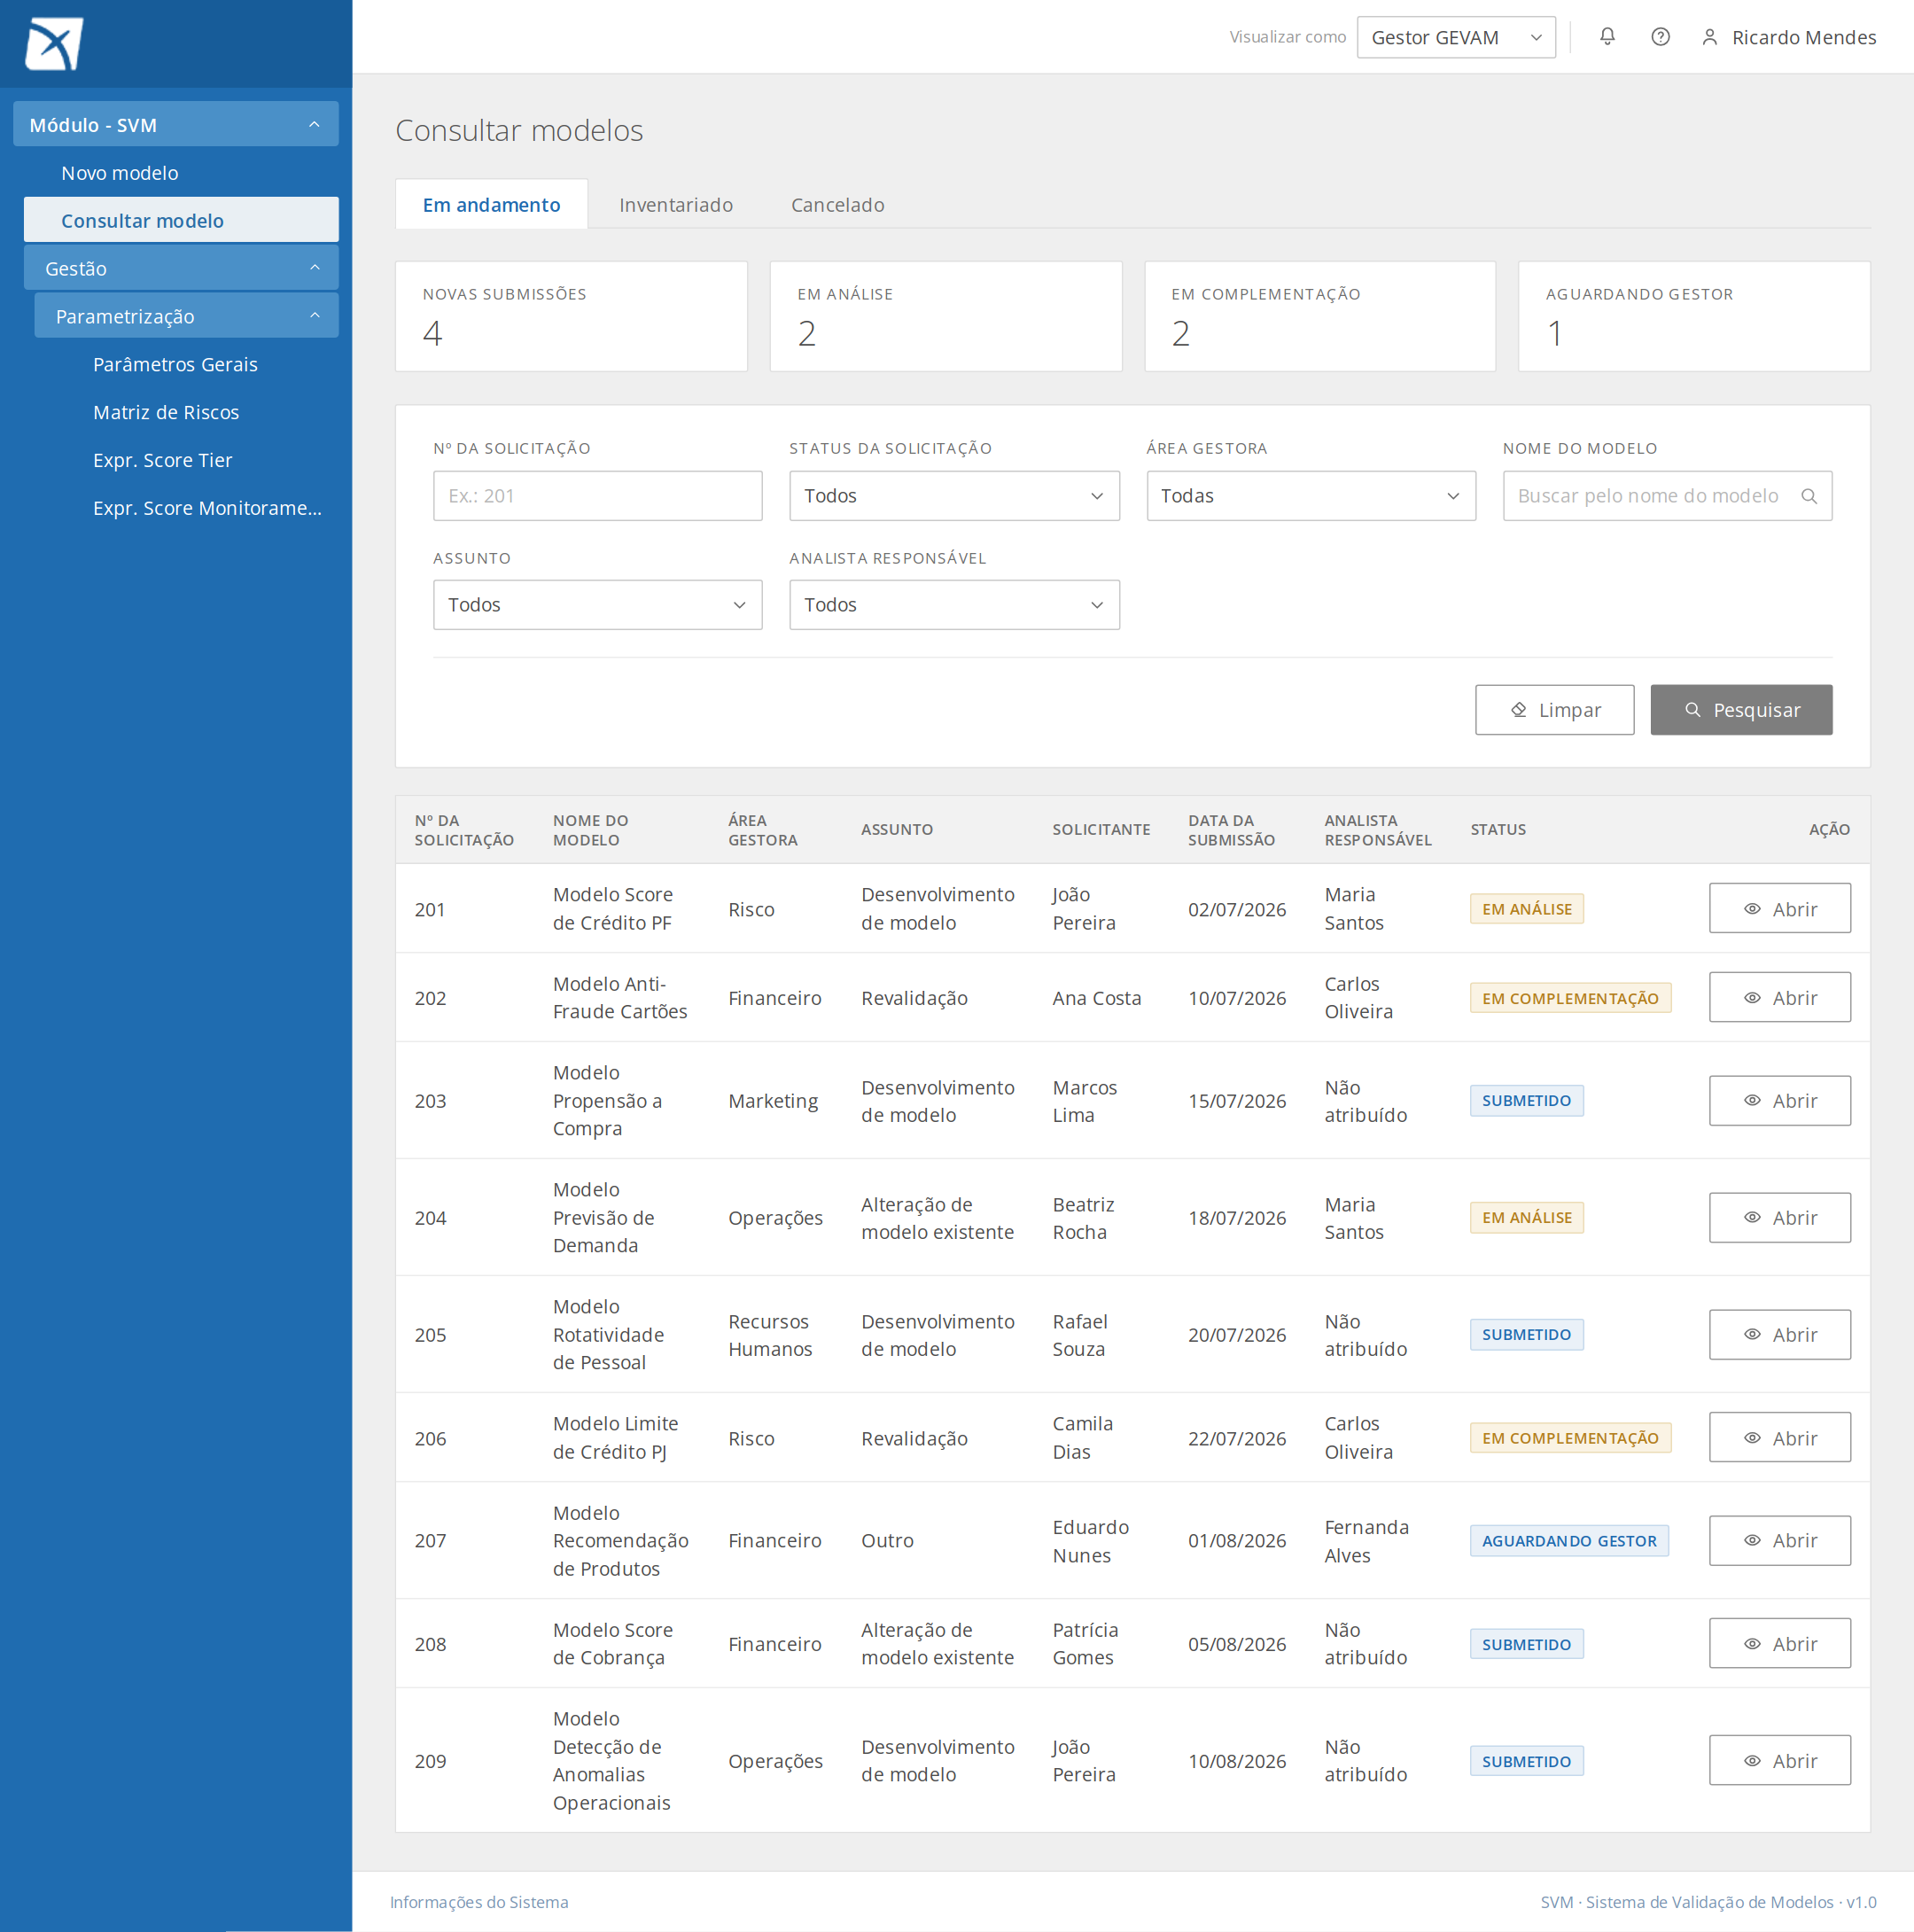 Visualizar como
Gestor GEVAM
Ricardo Mendes
Módulo - SVM
Novo modelo
Consultar modelo
Gestão
Parametrização
Parâmetros Gerais
Matriz de Riscos
Expr. Score Tier
Expr. Score Monitorame...
Consultar modelos
Em andamento
Inventariado
Cancelado
NOVAS SUBMISSÕES
4
EM ANÁLISE
2
EM COMPLEMENTAÇÃO
2
AGUARDANDO GESTOR
1
Nº DA SOLICITAÇÃO
Ex.: 201
STATUS DA SOLICITAÇÃO
Todos
ÁREA GESTORA
Todas
NOME DO MODELO
Buscar pelo nome do modelo
ASSUNTO
Todos
ANALISTA RESPONSÁVEL
Todos
Limpar
Pesquisar
Nº DA
SOLICITAÇÃO
NOME DO
MODELO
ÁREA
GESTORA
ASSUNTO
SOLICITANTE
DATA DA
SUBMISSÃO
ANALISTA
RESPONSÁVEL
STATUS
AÇÃO
201
Modelo Score
de Crédito PF
Risco
Desenvolvimento
de modelo
João
Pereira
02/07/2026
Maria
Santos
EM ANÁLISE
Abrir
202
Modelo Anti-
Fraude Cartões
Financeiro
Revalidação
Ana Costa
10/07/2026
Carlos
Oliveira
EM COMPLEMENTAÇÃO
Abrir
203
Modelo
Propensão a
Compra
Marketing
Desenvolvimento
de modelo
Marcos
Lima
15/07/2026
Não
atribuído
SUBMETIDO
Abrir
204
Modelo
Previsão de
Demanda
Operações
Alteração de
modelo existente
Beatriz
Rocha
18/07/2026
Maria
Santos
EM ANÁLISE
Abrir
205
Modelo
Rotatividade
de Pessoal
Recursos
Humanos
Desenvolvimento
de modelo
Rafael
Souza
20/07/2026
Não
atribuído
SUBMETIDO
Abrir
206
Modelo Limite
de Crédito PJ
Risco
Revalidação
Camila
Dias
22/07/2026
Carlos
Oliveira
EM COMPLEMENTAÇÃO
Abrir
207
Modelo
Recomendação
de Produtos
Financeiro
Outro
Eduardo
Nunes
01/08/2026
Fernanda
Alves
AGUARDANDO GESTOR
Abrir
208
Modelo Score
de Cobrança
Financeiro
Alteração de
modelo existente
Patrícia
Gomes
05/08/2026
Não
atribuído
SUBMETIDO
Abrir
209
Modelo
Detecção de
Anomalias
Operacionais
Operações
Desenvolvimento
de modelo
João
Pereira
10/08/2026
Não
atribuído
SUBMETIDO
Abrir
Informações do Sistema
SVM · Sistema de Validação de Modelos · v1.0